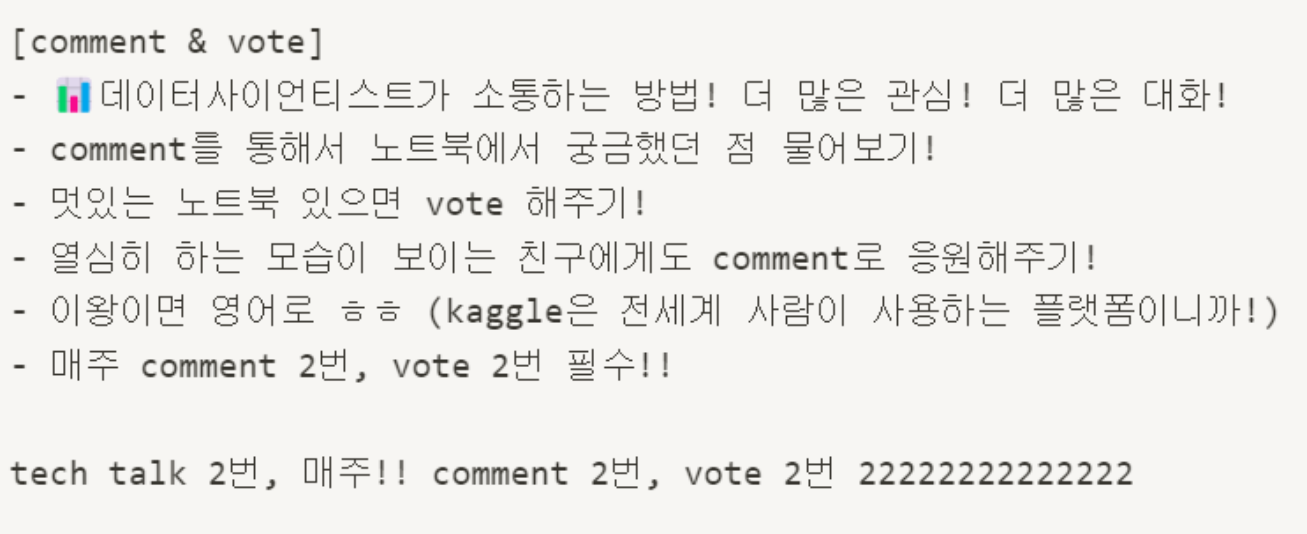 [comment & vote]
- 📊데이터사이언티스트가 소통하는 방법! 더 많은 관심! 더 많은 대화!
- comment를 통해서 노트북에서 궁금했던 점 물어보기!
- 멋있는 노트북 있으면 vote 해주기!
- 열심히 하는 모습이 보이는 친구에게도 comment로 응원해주기!
- 이왕이면 영어로 ㅎㅎ (kaggle은 전세계 사람이 사용하는 플랫폼이니까!)
- 매주 comment 2번, vote 2번 필수!!
tech talk 2번, 매주!! comment 2번, vote 2번 22222222222222